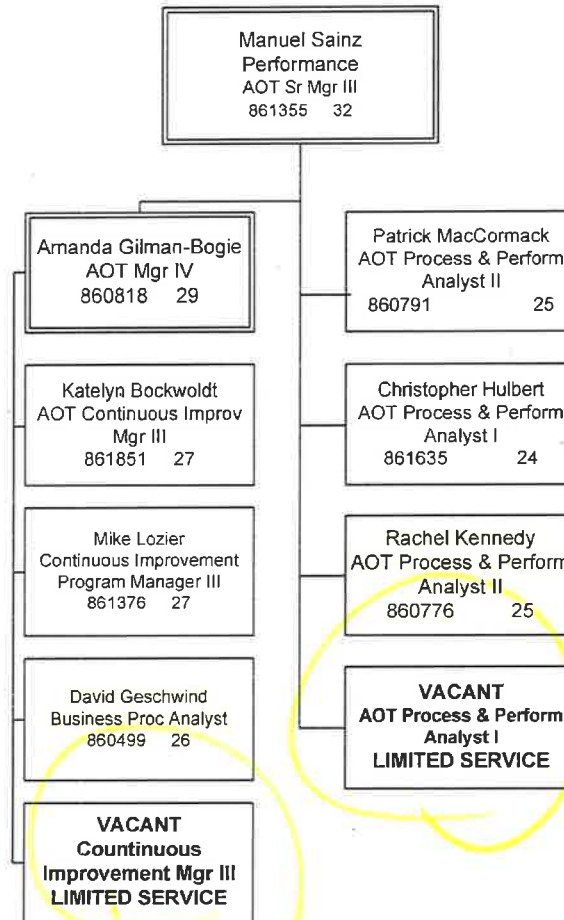 Manuel Sainz
Performance
AOT Sr Mgr III
861355 32
Amanda Gilman-Bogie
AOT Mgr IV
860818 29
Katelyn Bockwoldt
AOT Continuous Improv
Mgr III
861851 27
Mike Lozier
Continuous Improvement
Program Manager III
861376 27
David Geschwind
Business Proc Analyst
860499 26
VACANT
Countinuous
Improvement Mgr III
LIMITED SERVICE
Patrick MacCormack
AOT Process & Perform
Analyst II
860791 25
Christopher Hulbert
AOT Process & Perform
Analyst I
861635 24
Rachel Kennedy
AOT Process & Perform
Analyst II
860776 25
VACANT
AOT Process & Perform
Analyst I
LIMITED SERVICE